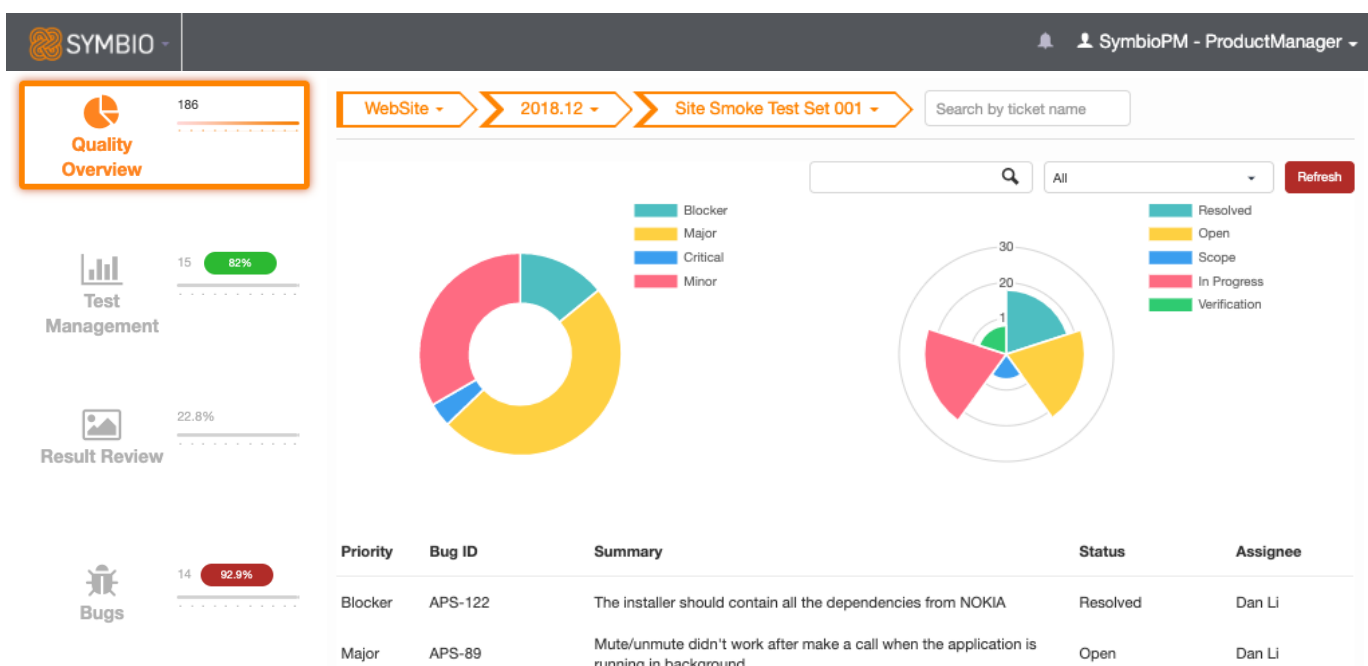 SYMBIO
SymbioPM - ProductManager
Quality
Overview
186
WebSite
2018.12
Site Smoke Test Set 001
Search by ticket name
All
Refresh
Blocker
Major
Critical
Minor
30
20
1
Resolved
Open
Scope
In Progress
Verification
15
82%
Test
Management
22.8%
Result Review
14
92.9%
Bugs
Priority Bug ID Summary Status Assignee
Blocker APS-122 The installer should contain all the dependencies from NOKIA Resolved Dan Li
Major APS-89 Mute/unmute didn't work after make a call when the application is Open Dan Li
running in background